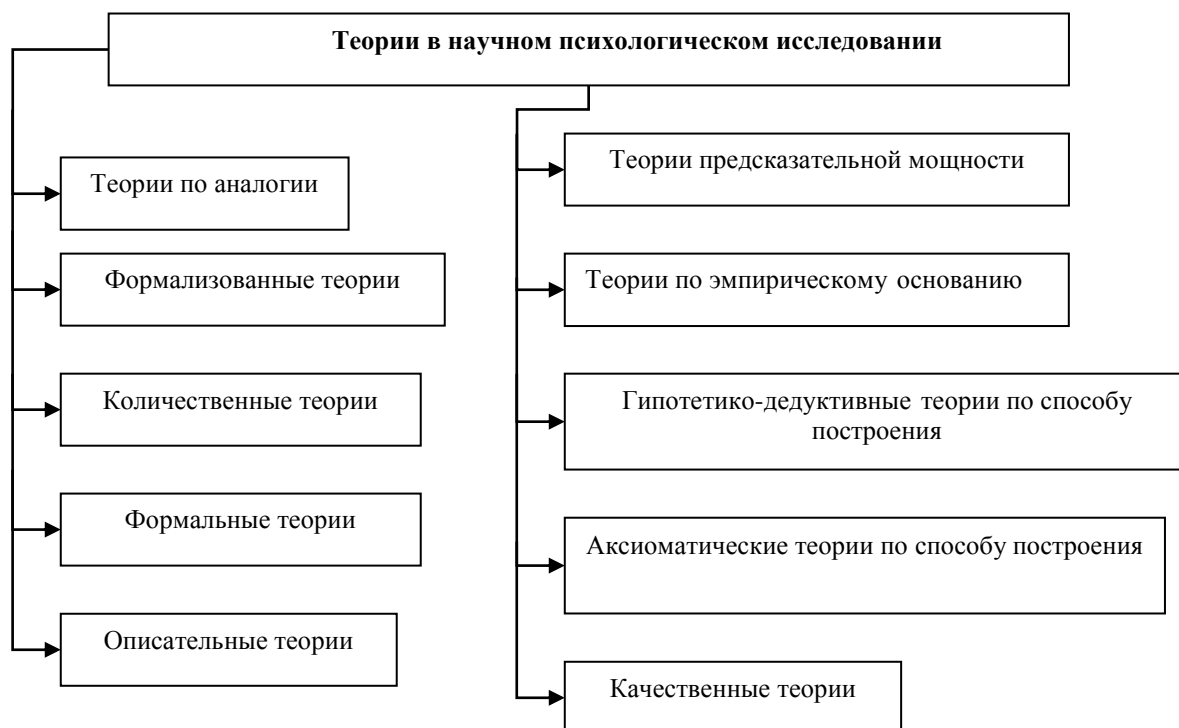 Теории в научном психологическом исследовании
Теории по аналогии
Формализованные теории
Количественные теории
Формальные теории
Описательные теории
Теории предсказательной мощности
Теории по эмпирическому основанию
Гипотетико-дедуктивные теории по способу
построения
Аксиоматические теории по способу построения
Качественные теории